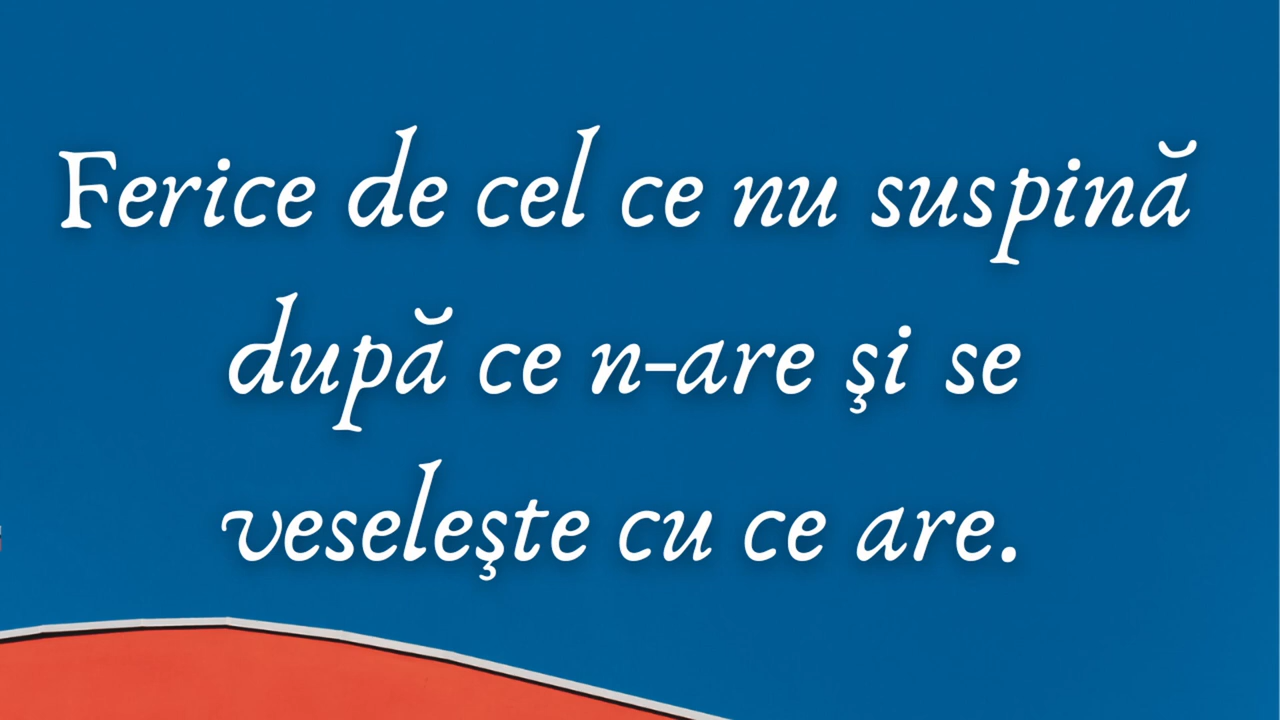 Ferice de cel ce nu suspină
după ce n-are şi se
veseleşte cu ce are.